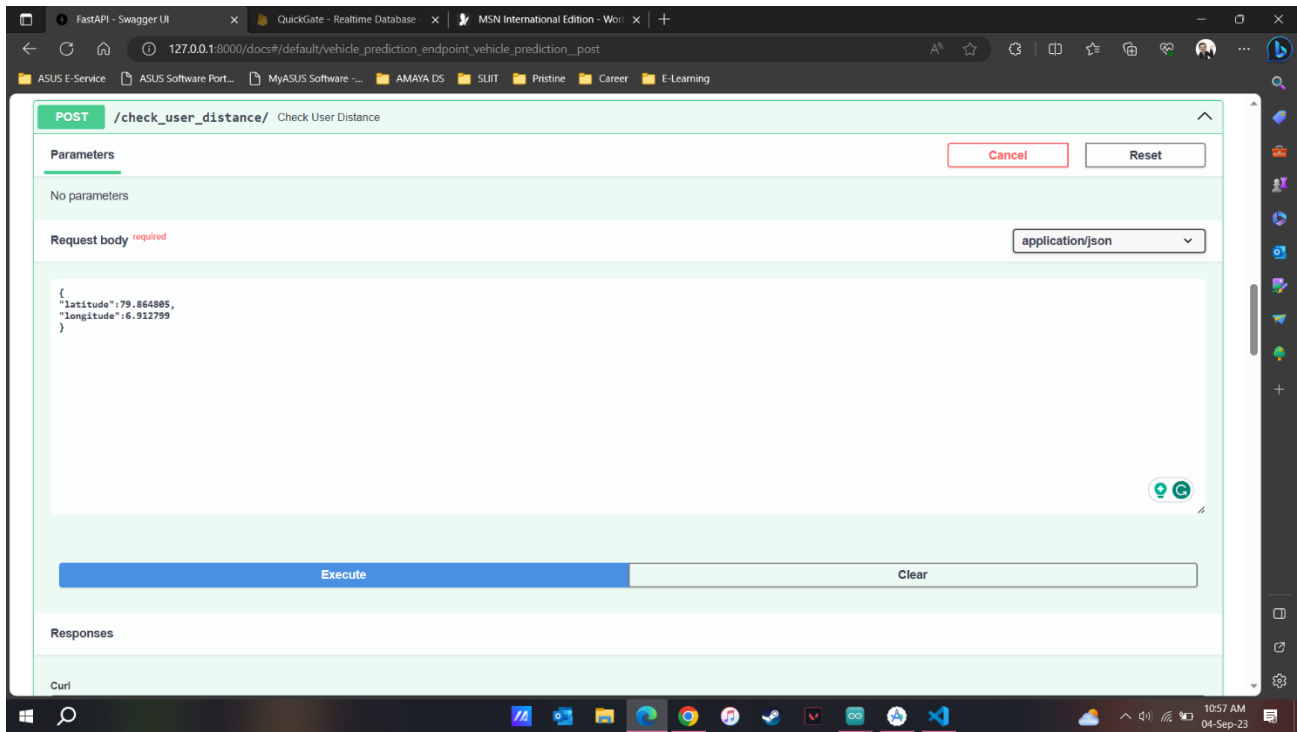 FastAPI - Swagger UI
QuickGate - Realtime Database -
MSN International Edition - Worl
127.0.0.1:8000/docs#/default/vehicle_prediction_endpoint_vehicle_prediction__post
ASUS E-Service ASUS Software Port... MyASUS Software -... AMAYA DS SLIIT Pristine Career E-Learning
POST /check_user_distance/ Check User Distance
Parameters Cancel Reset
No parameters
Request body required application/json
{
"latitude":79.864805,
"longitude":6.912799
}
Execute Clear
Responses
Curl
10:57 AM
04-Sep-23